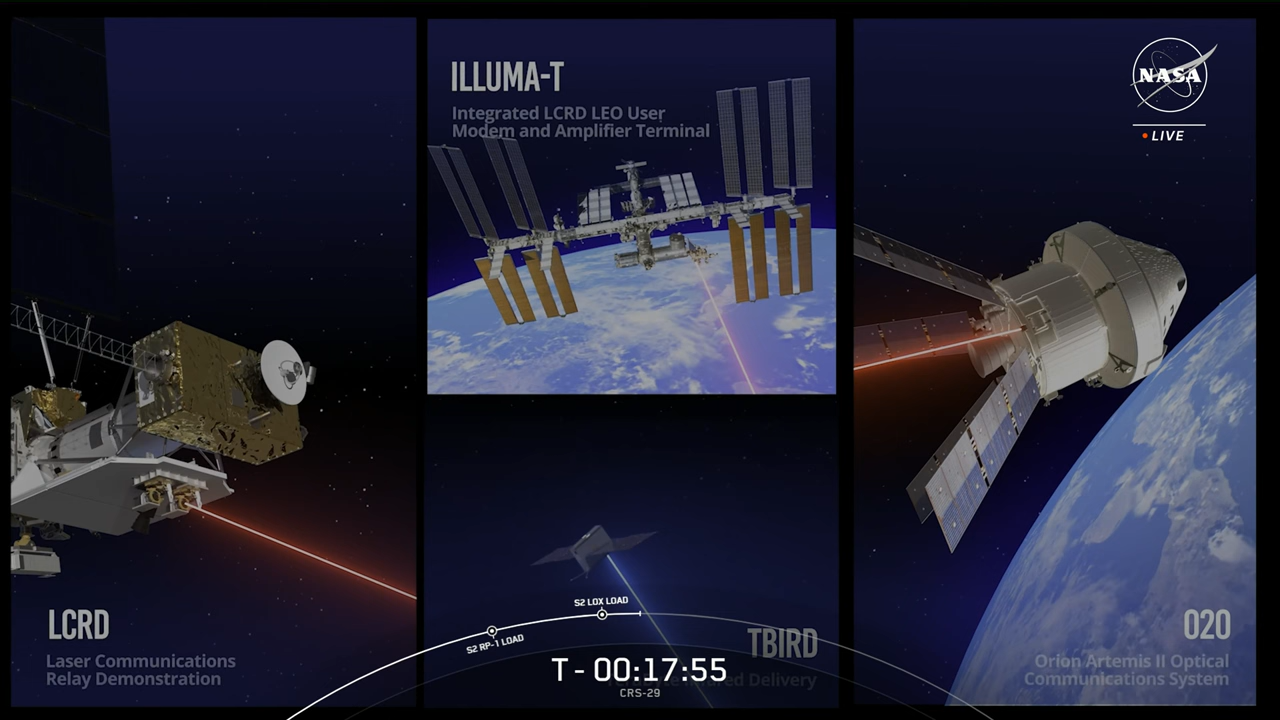 ILLUMA-T
Integrated LCRD LEO User
Modem and Amplifier Terminal
NASA
LIVE
LCRD
Laser Communications
Relay Demonstration
S2 RP-1 LOAD
S2 LOX LOAD
TBIRD
Delivery
T - 00:17:55
CRS-29
O2O
Orion Artemis II Optical
Communications System